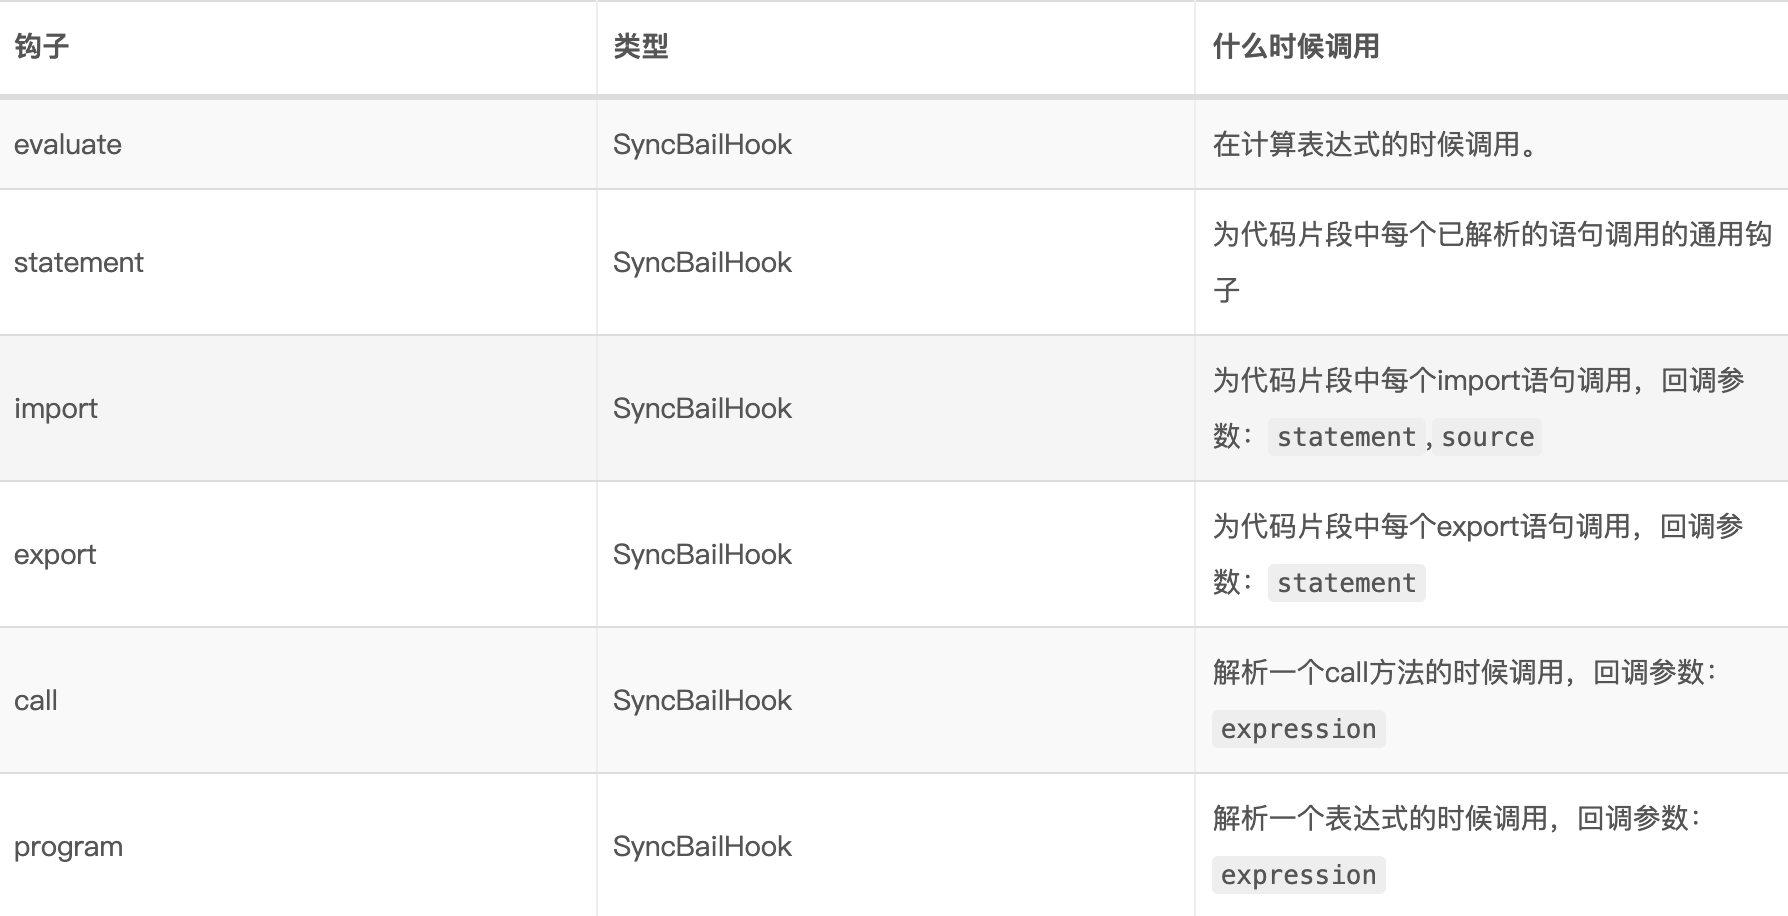 钩子 类型 什么时候调用
evaluate SyncBailHook 在计算表达式的时候调用。
statement SyncBailHook 为代码片段中每个已解析的语句调用的通用钩
子
import SyncBailHook 为代码片段中每个import语句调用，回调参
数： statement,source
export SyncBailHook 为代码片段中每个export语句调用，回调参
数： statement
call SyncBailHook 解析一个call方法的时候调用，回调参数：
expression
program SyncBailHook 解析一个表达式的时候调用，回调参数：
expression